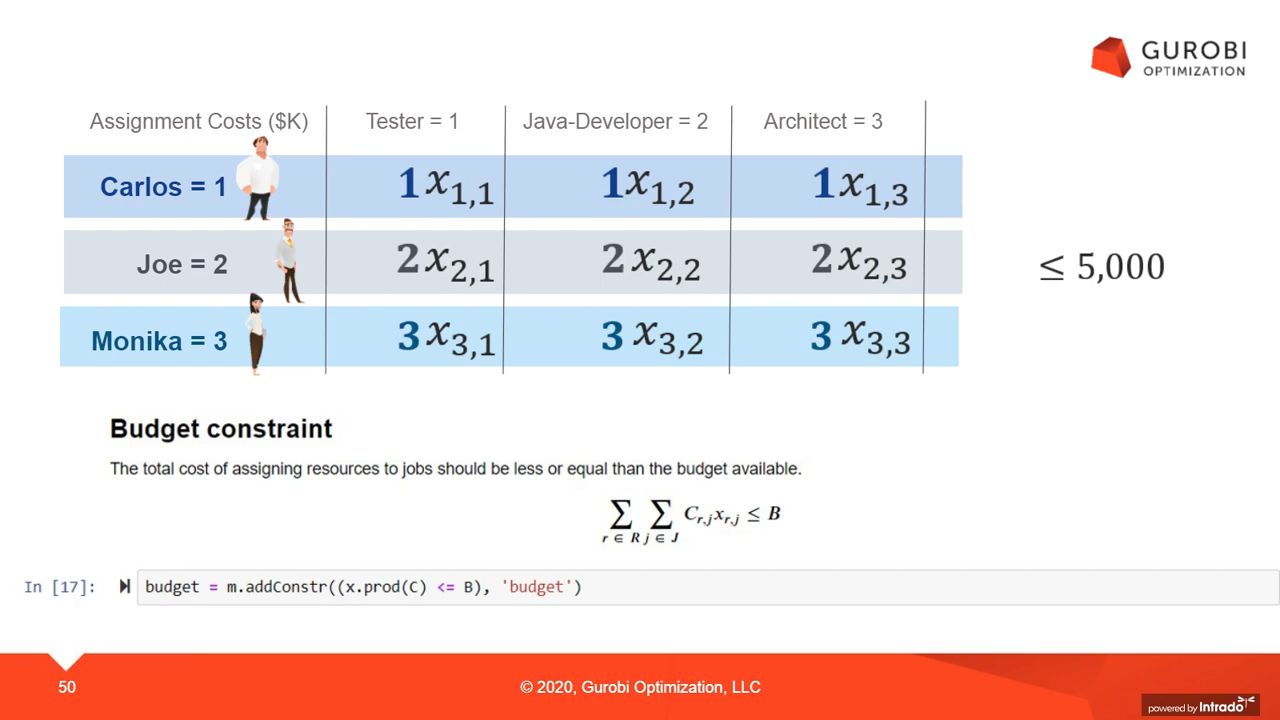 GUROBI
OPTIMIZATION
Assignment Costs ($K) Tester = 1 Java-Developer = 2 Architect = 3
Carlos = 1 1x₁,₁ 1x₁,₂ 1x₁,₃
Joe = 2 2x₂,₁ 2x₂,₂ 2x₂,₃ ≤ 5,000
Monika = 3 3x₃,₁ 3x₃,₂ 3x₃,₃
Budget constraint
The total cost of assigning resources to jobs should be less or equal than the budget available.
∑ ∑ C_{r,j}x_{r,j} ≤ B
r ∈ R j ∈ J
In [17]: budget = m.addConstr((x.prod(C) <= B), 'budget')
50 © 2020, Gurobi Optimization, LLC
powered by Intrado